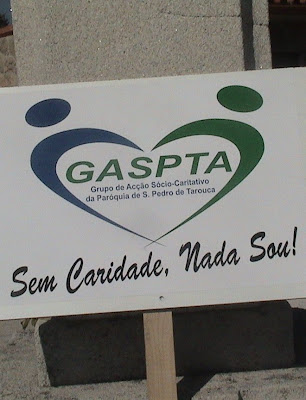 GASPTA
Grupo de Acção Sócio-Caritativo
da Paróquia de S. Pedro de Tarouca
Sem Caridade, Nada Sou!